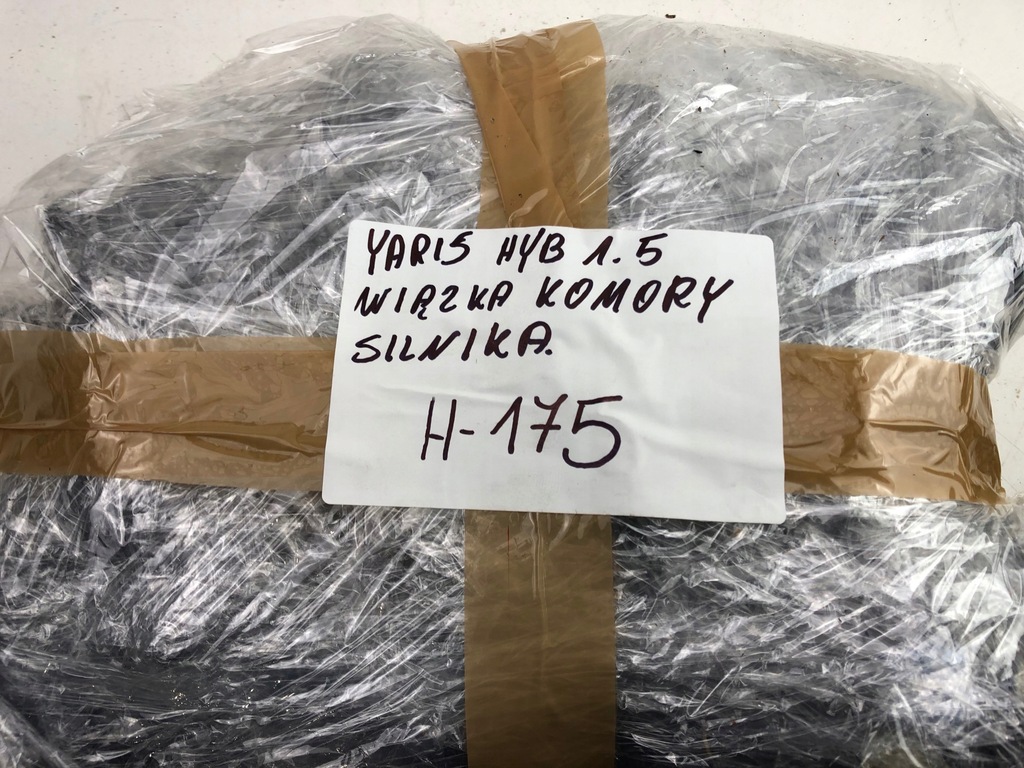 YARIS HYB 1.5
WIĄZKA KOMORY
SILNIKA.
H-175